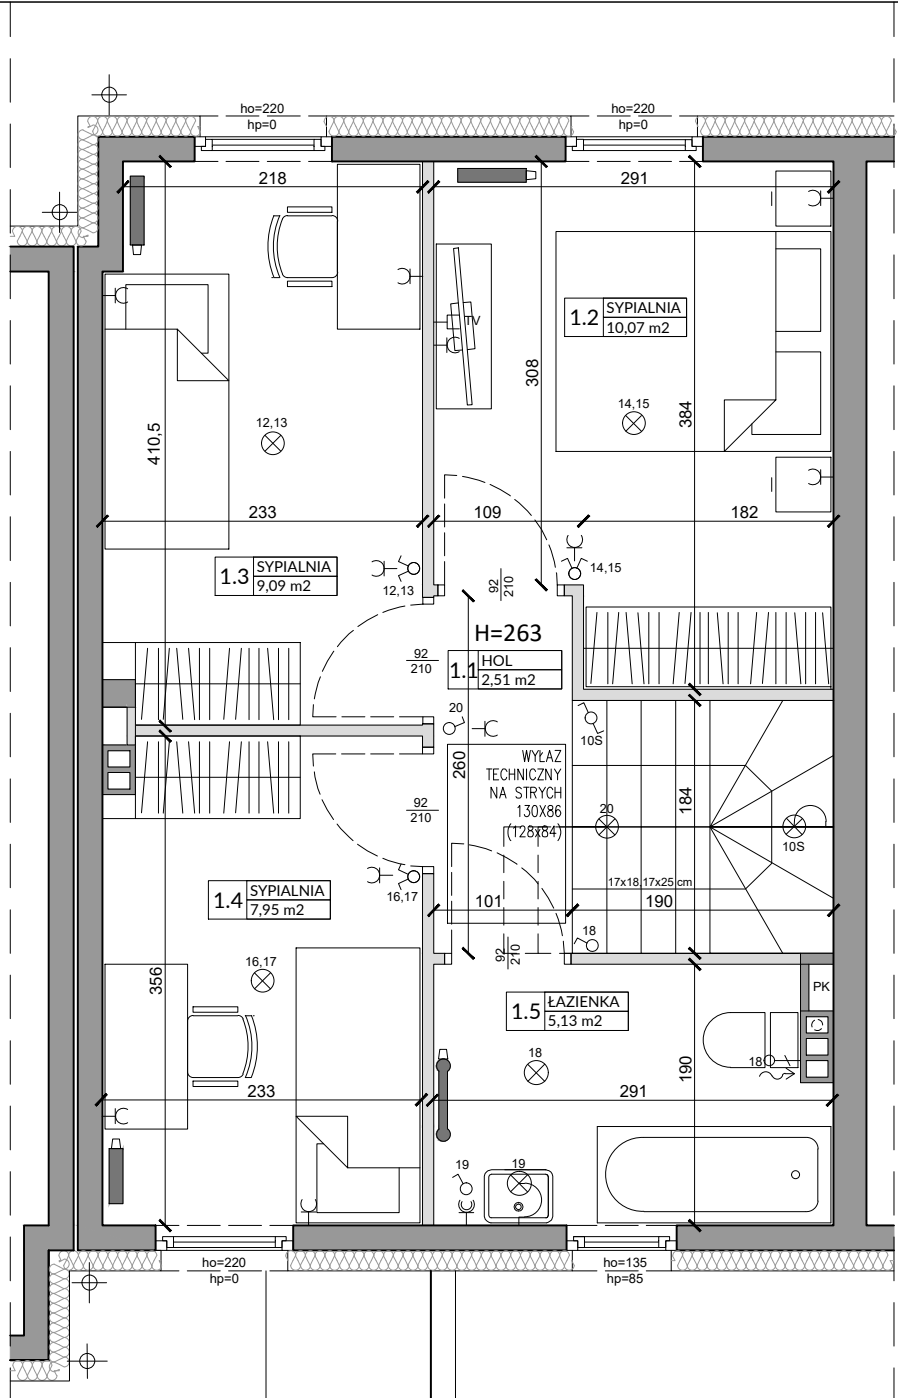 ho=220
hp=0
ho=220
hp=0
218
291
1.2
SYPIALNIA
10,07 m2
TV
308
384
14,15
12,13
410,5
233
109
182
1.3
SYPIALNIA
9,09 m2
12,13
14,15
92
210
H=263
92
210
1.1
HOL
2,51 m2
20
10S
260
WYŁAZ
TECHNICZNY
NA STRYCH
130X86
(128x84)
184
92
210
20
10S
16,17
17x18,17x25 cm
1.4
SYPIALNIA
7,95 m2
101
190
18
92
210
356
16,17
PK
1.5
ŁAZIENKA
5,13 m2
18
18
190
233
291
19
19
ho=220
hp=0
ho=135
hp=85